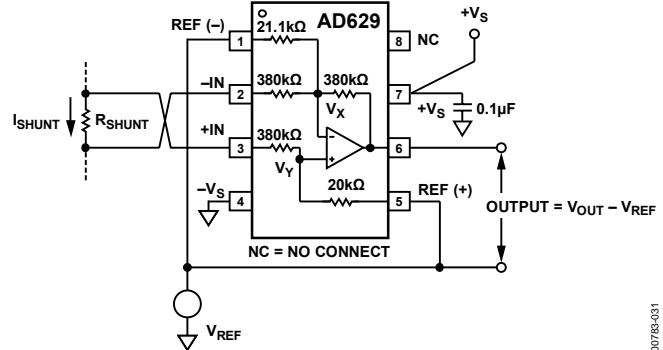 REF (–)
21.1kΩ
AD629
+VS
1
8
NC
–IN
380kΩ
380kΩ
2
7
ISHUNT
RSHUNT
VX
+VS
0.1µF
+IN
380kΩ
3
6
VY
–
+
–VS
20kΩ
REF (+)
4
5
OUTPUT = VOUT – VREF
NC = NO CONNECT
VREF
00783-031